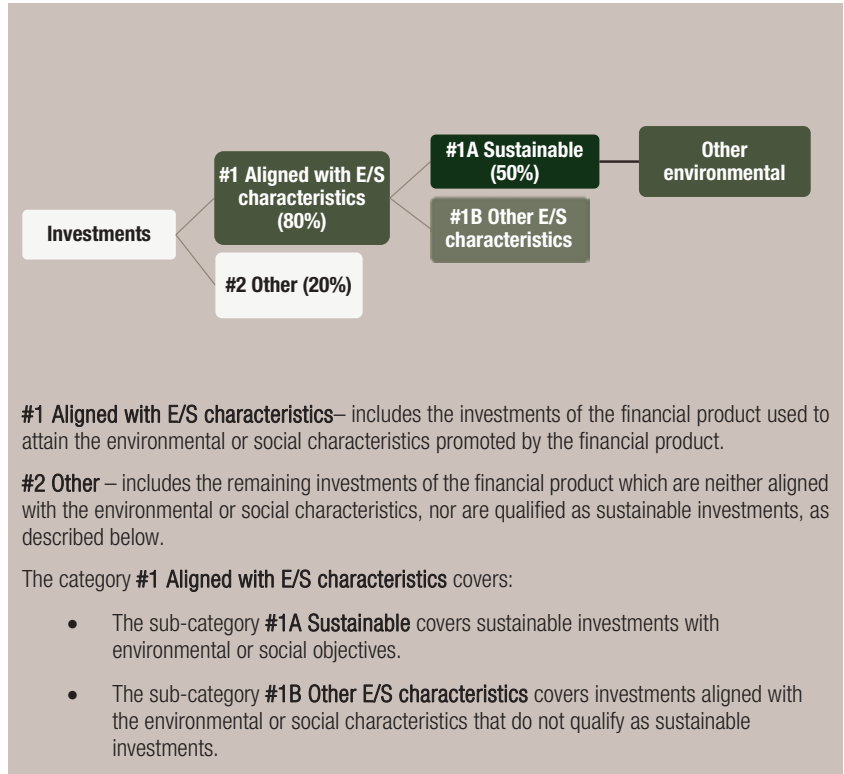 Investments
#1 Aligned with E/S
characteristics
(80%)
#2 Other (20%)
#1A Sustainable
(50%)
#1B Other E/S
characteristics
Other
environmental
#1 Aligned with E/S characteristics– includes the investments of the financial product used to
attain the environmental or social characteristics promoted by the financial product.
#2 Other – includes the remaining investments of the financial product which are neither aligned
with the environmental or social characteristics, nor are qualified as sustainable investments, as
described below.
The category #1 Aligned with E/S characteristics covers:
• The sub-category #1A Sustainable covers sustainable investments with
environmental or social objectives.
• The sub-category #1B Other E/S characteristics covers investments aligned with
the environmental or social characteristics that do not qualify as sustainable
investments.